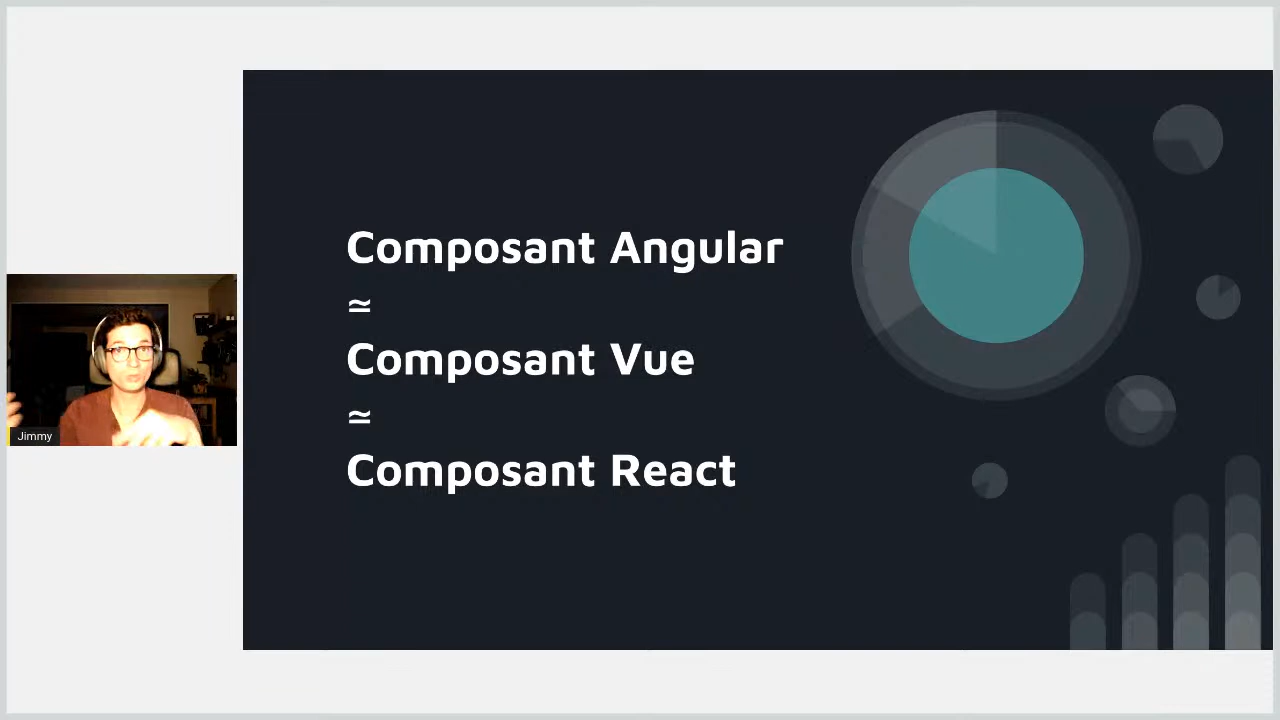 Composant Angular
≃
Composant Vue
≃
Composant React
Jimmy